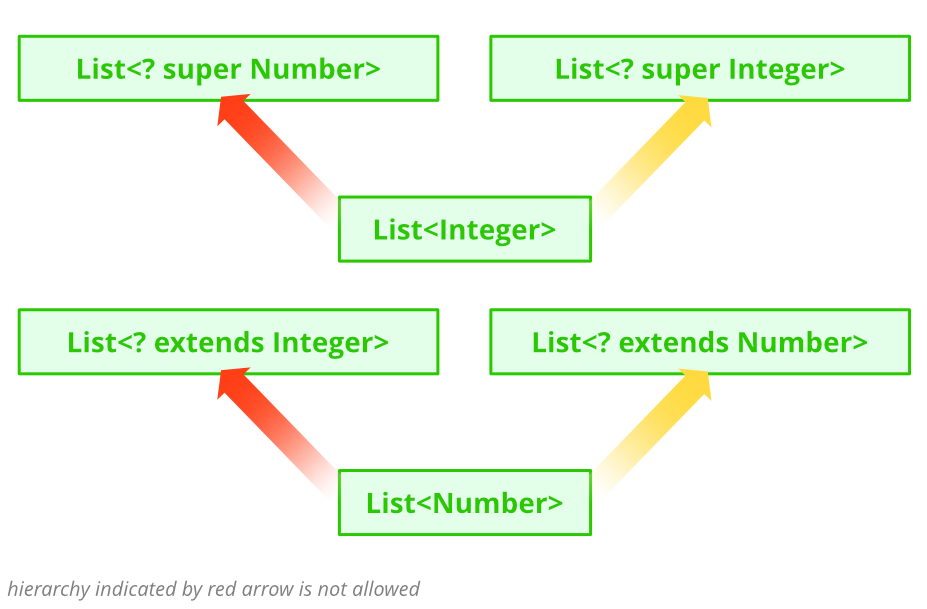 List<? super Number>
List<? super Integer>
List<Integer>
List<? extends Integer>
List<? extends Number>
List<Number>
hierarchy indicated by red arrow is not allowed